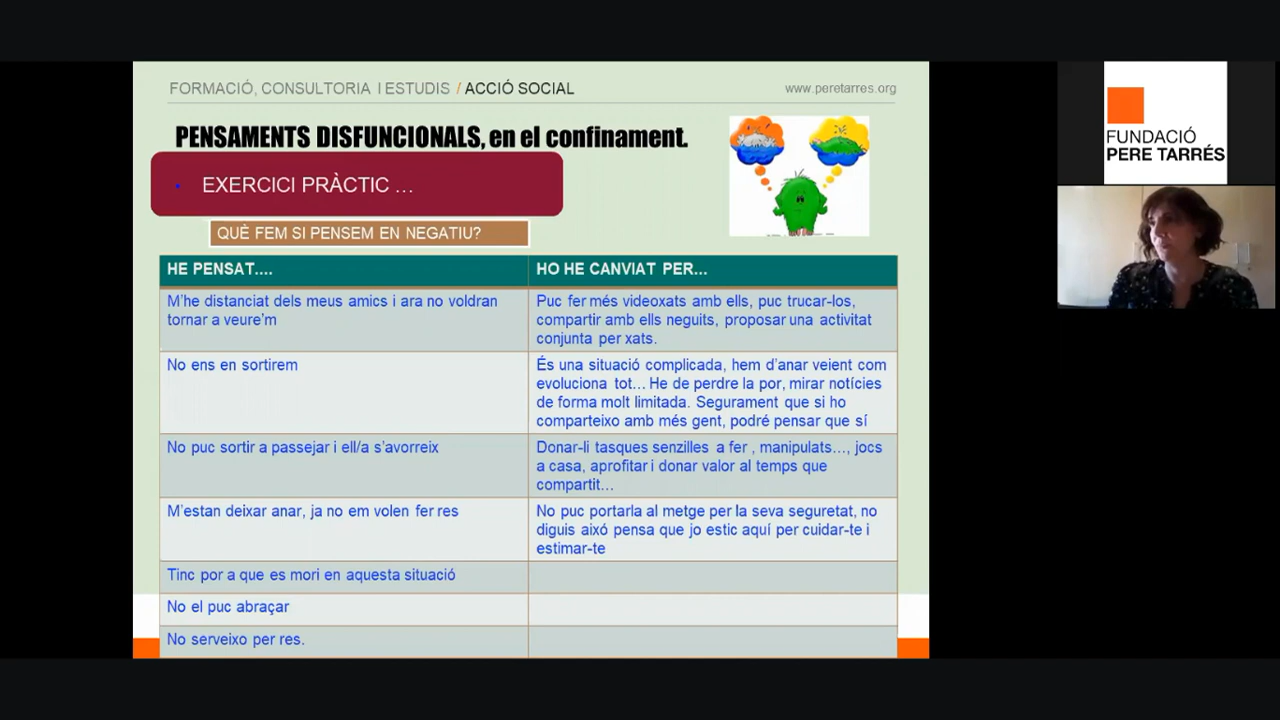 FORMACIÓ, CONSULTORIA I ESTUDIS / ACCIÓ SOCIAL
www.peretarres.org
PENSAMENTS DISFUNCIONALS, en el confinament.
• EXERCICI PRÀCTIC …
QUÈ FEM SI PENSEM EN NEGATIU?
HE PENSAT....
HO HE CANVIAT PER...
M'he distanciat dels meus amics i ara no voldran
tornar a veure'm
Puc fer més videoxats amb ells, puc trucar-los,
compartir amb ells neguits, proposar una activitat
conjunta per xats.
No ens en sortirem
És una situació complicada, hem d'anar veient com
evoluciona tot… He de perdre la por, mirar notícies
de forma molt limitada. Segurament que si ho
comparteixo amb més gent, podré pensar que sí
No puc sortir a passejar i ell/a s'avorreix
Donar-li tasques senzilles a fer , manipulats…, jocs
a casa, aprofitar i donar valor al temps que
compartit…
M'estan deixar anar, ja no em volen fer res
No puc portarla al metge per la seva seguretat, no
diguis aixó pensa que jo estic aquí per cuidar-te i
estimar-te
Tinc por a que es mori en aquesta situació
No el puc abraçar
No serveixo per res.
FUNDACIÓ
PERE TARRÉS